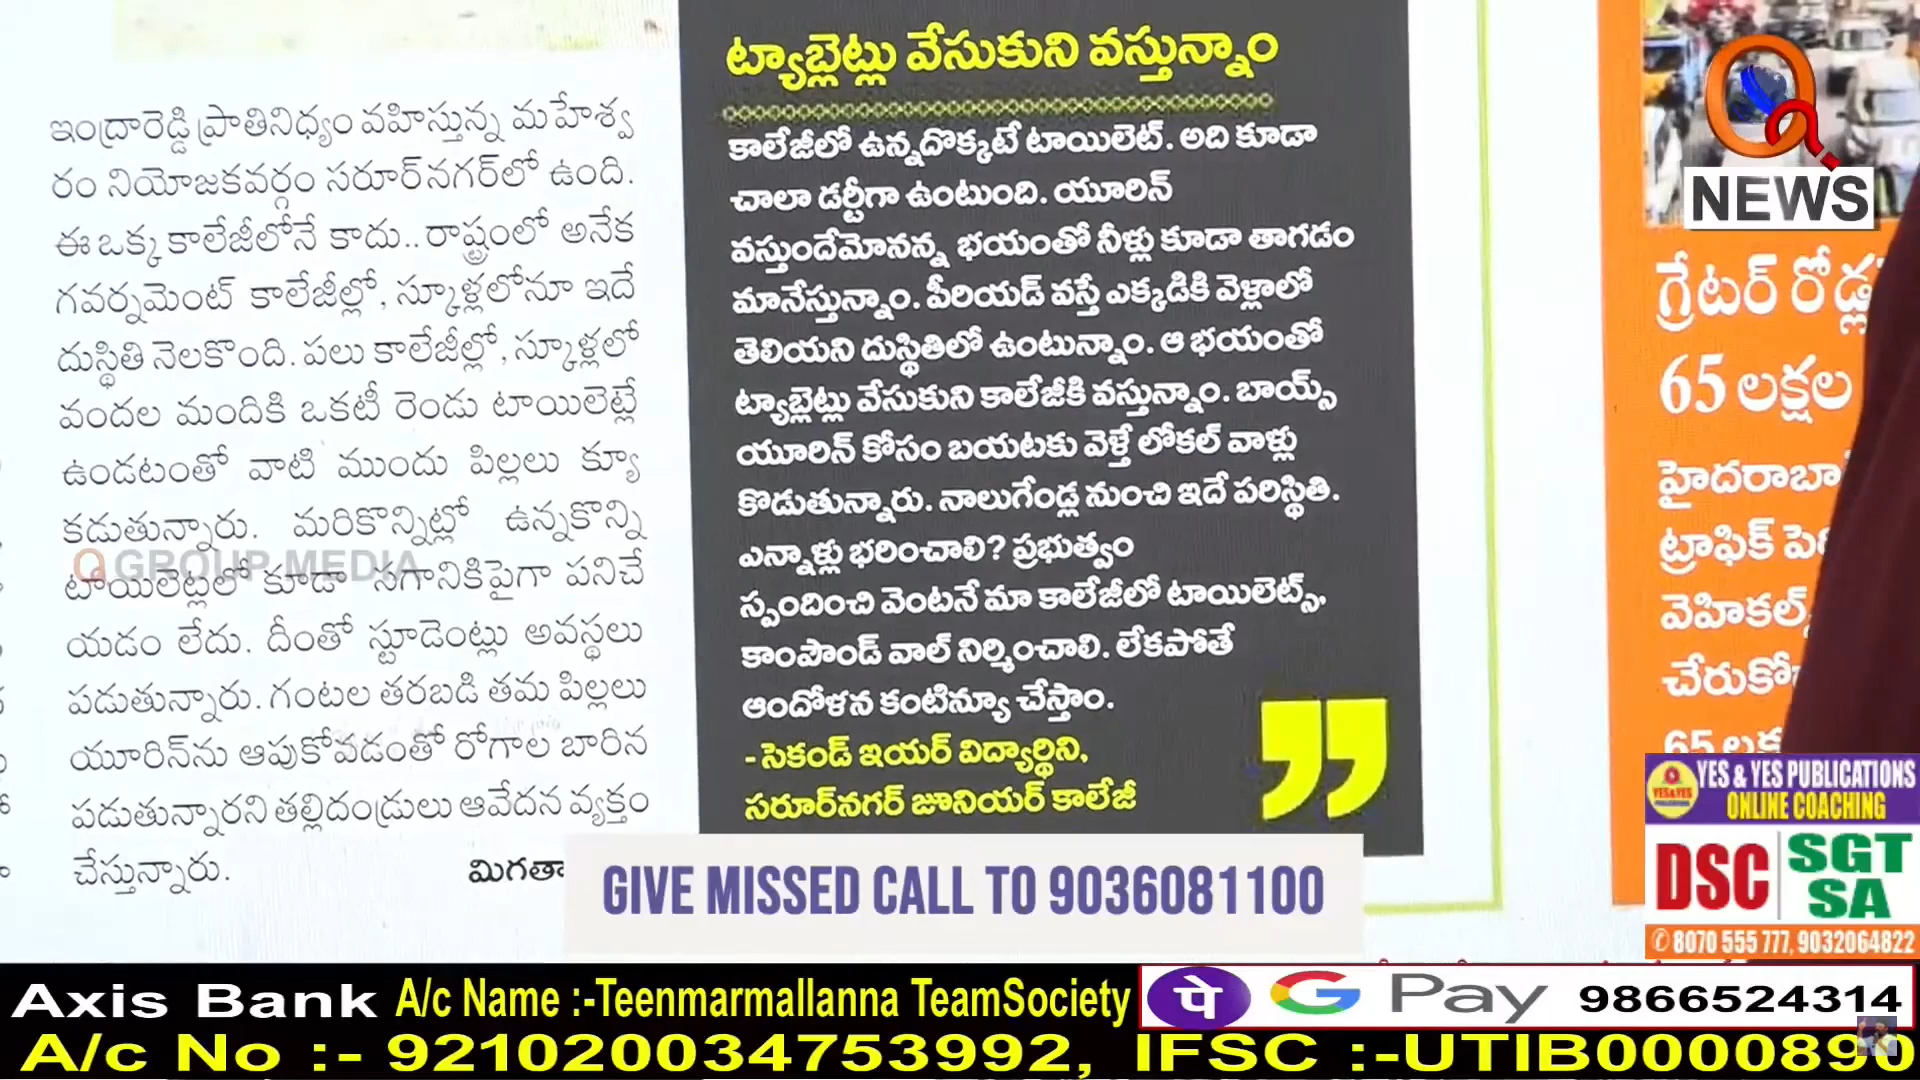 ఇంద్రారెడ్డి ప్రాతినిధ్యం వహిస్తున్న మహేశ్వ
రం నియోజకవర్గం సరూర్‌నగర్‌లో ఉంది.
ఈ ఒక్క కాలేజీలోనే కాదు.. రాష్ట్రంలో అనేక
గవర్నమెంట్ కాలేజీల్లో, స్కూళ్లలోనూ ఇదే
దుస్థితి నెలకొంది. పలు కాలేజీల్లో, స్కూళ్లలో
వందల మందికి ఒకటీ రెండు టాయిలెట్లే
ఉండటంతో వాటి ముందు పిల్లలు క్యూ
కడుతున్నారు. మరికొన్నిట్లో ఉన్నకొన్ని
టాయిలెట్లలో కూడా సగానికిపైగా పనిచే
యడం లేదు. దీంతో స్టూడెంట్లు అవస్థలు
పడుతున్నారు. గంటల తరబడి తమ పిల్లలు
యూరిన్‌ను ఆపుకోవడంతో రోగాల బారిన
పడుతున్నారని తల్లిదండ్రులు ఆవేదన వ్యక్తం
చేస్తున్నారు.
మిగతా
Q GROUP MEDIA
ట్యాబ్లెట్లు వేసుకుని వస్తున్నాం
కాలేజీలో ఉన్నదొక్కటే టాయిలెట్. అది కూడా
చాలా డర్టీగా ఉంటుంది. యూరిన్
వస్తుందేమోనన్న భయంతో నీళ్లు కూడా తాగడం
మానేస్తున్నాం. పీరియడ్ వస్తే ఎక్కడికి వెళ్లాలో
తెలియని దుస్థితిలో ఉంటున్నాం. ఆ భయంతో
ట్యాబ్లెట్లు వేసుకుని కాలేజీకి వస్తున్నాం. బాయ్స్
యూరిన్ కోసం బయటకు వెళ్తే లోకల్ వాళ్లు
కొడుతున్నారు. నాలుగేండ్ల నుంచి ఇదే పరిస్థితి.
ఎన్నాళ్లు భరించాలి? ప్రభుత్వం
స్పందించి వెంటనే మా కాలేజీలో టాయిలెట్స్,
కాంపౌండ్ వాల్ నిర్మించాలి. లేకపోతే
ఆందోళన కంటిన్యూ చేస్తాం.
- సెకండ్ ఇయర్ విద్యార్థిని,
సరూర్‌నగర్ జూనియర్ కాలేజీ
Q NEWS
గ్రేటర్
65 లక్షల
ట్రాఫిక్
వెహికల్స్
65
YES & YES PUBLICATIONS
ONLINE COACHING
DSC SGT SA
8070 555 777, 9032064822
GIVE MISSED CALL TO 9036081100
Axis Bank A/c Name :-Teenmarmallanna TeamSociety
पे G Pay 9866524314
A/c No :- 921020034753992, IFSC :-UTIB0000890